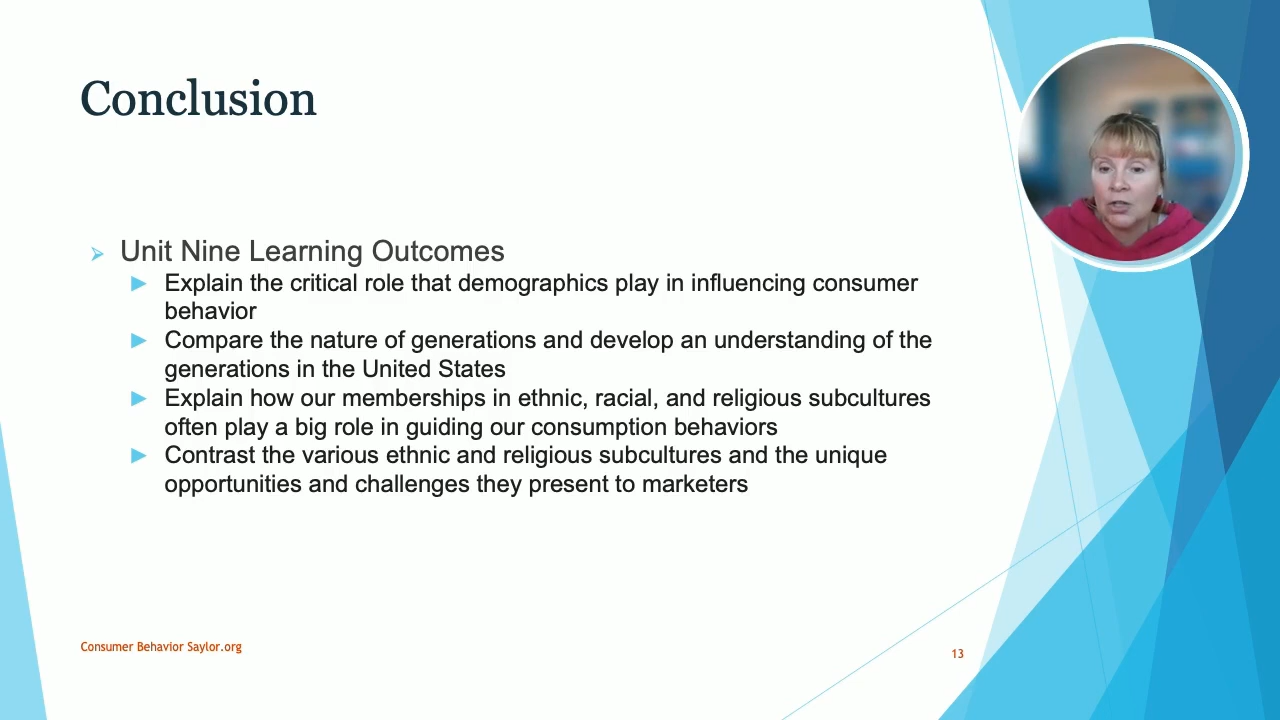 Conclusion
Unit Nine Learning Outcomes
Explain the critical role that demographics play in influencing consumer
behavior
Compare the nature of generations and develop an understanding of the
generations in the United States
Explain how our memberships in ethnic, racial, and religious subcultures
often play a big role in guiding our consumption behaviors
Contrast the various ethnic and religious subcultures and the unique
opportunities and challenges they present to marketers
Consumer Behavior Saylor.org
13